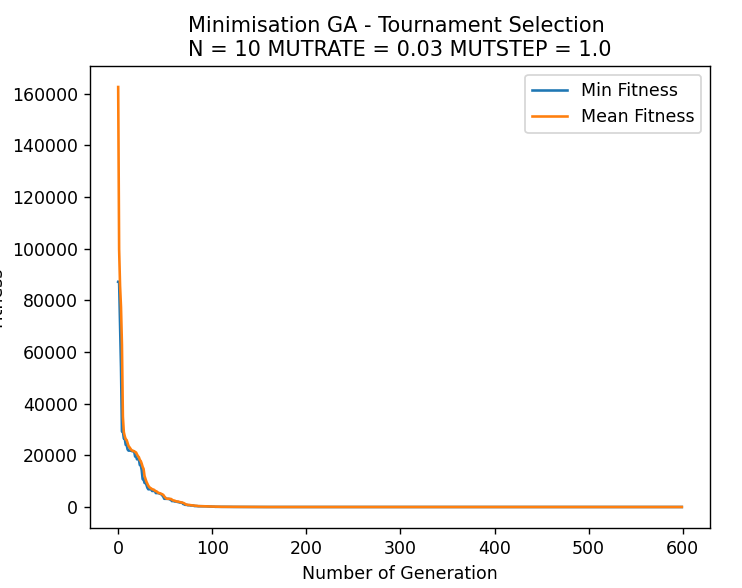 Minimisation GA - Tournament Selection
N = 10 MUTRATE = 0.03 MUTSTEP = 1.0
Min Fitness
Mean Fitness
160000
140000
120000
100000
80000
60000
40000
20000
0
0 100 200 300 400 500 600
Number of Generation